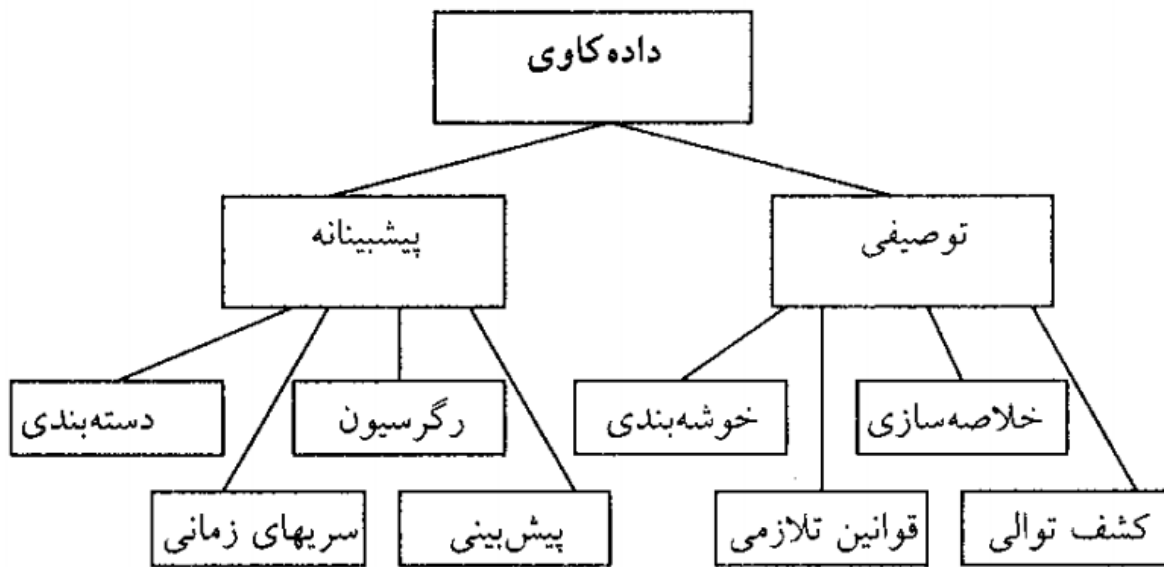 داده‌کاوی
توصیفی
پیشبینانه
خلاصه‌سازی
خوشه‌بندی
رگرسیون
دسته‌بندی
کشف توالی
قوانین تلازمی
پیش‌بینی
سریهای زمانی